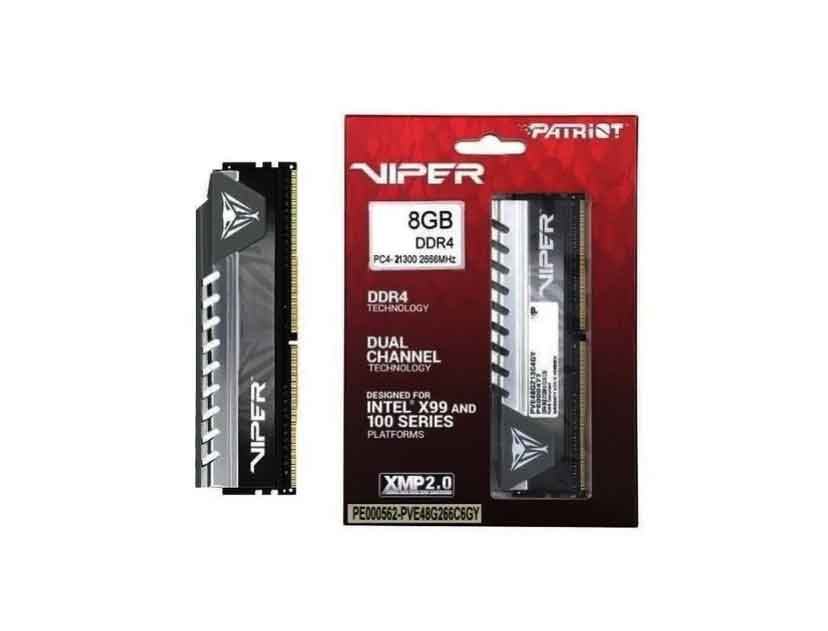 PATRIOT
VIPER
8GB
DDR4
PC4-21300 2666MHz
DDR4
TECHNOLOGY
DUAL
CHANNEL
TECHNOLOGY
DESIGNED FOR
INTEL® X99 AND
100 SERIES
PLATFORMS
XMP2.0
PE000562-PVE48G266C6GY
VIPER
PVE48G213C4GY
VIPER